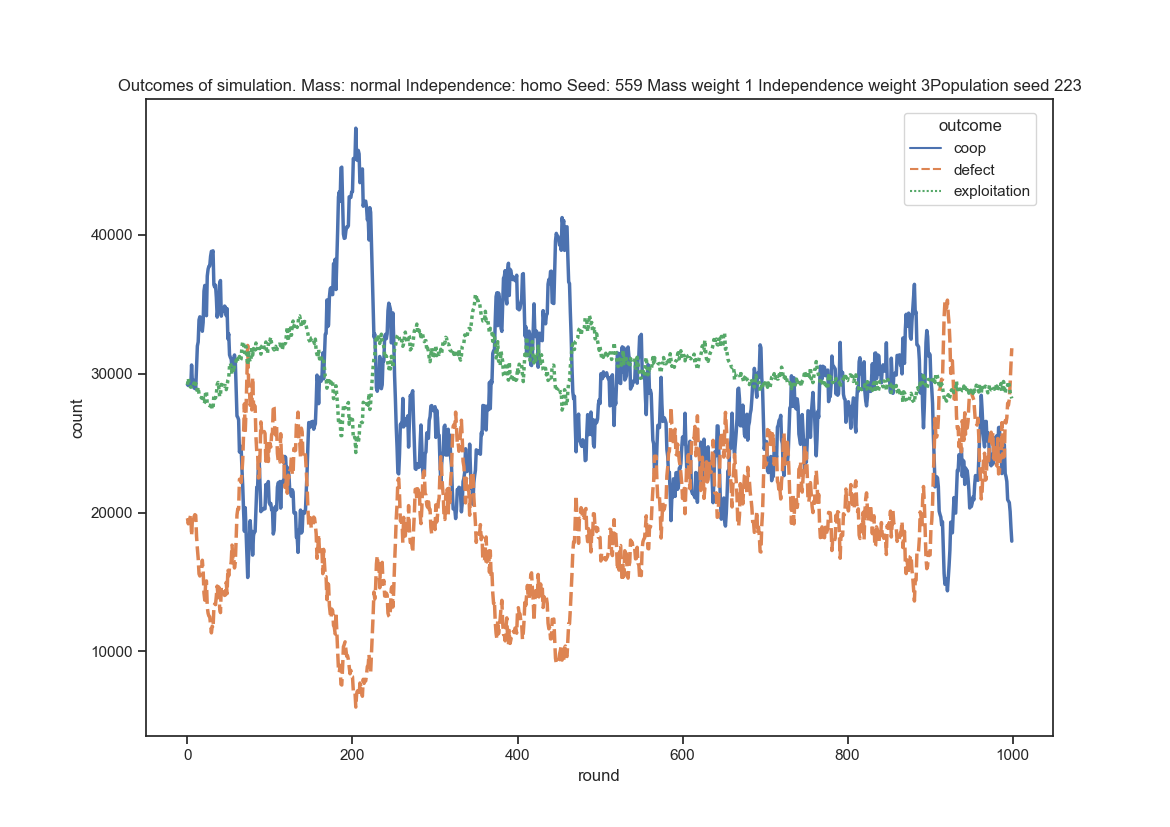 Outcomes of simulation. Mass: normal Independence: homo Seed: 559 Mass weight 1 Independence weight 3Population seed 223
outcome
coop
defect
exploitation
count
40000
30000
20000
10000
0 200 400 600 800 1000
round